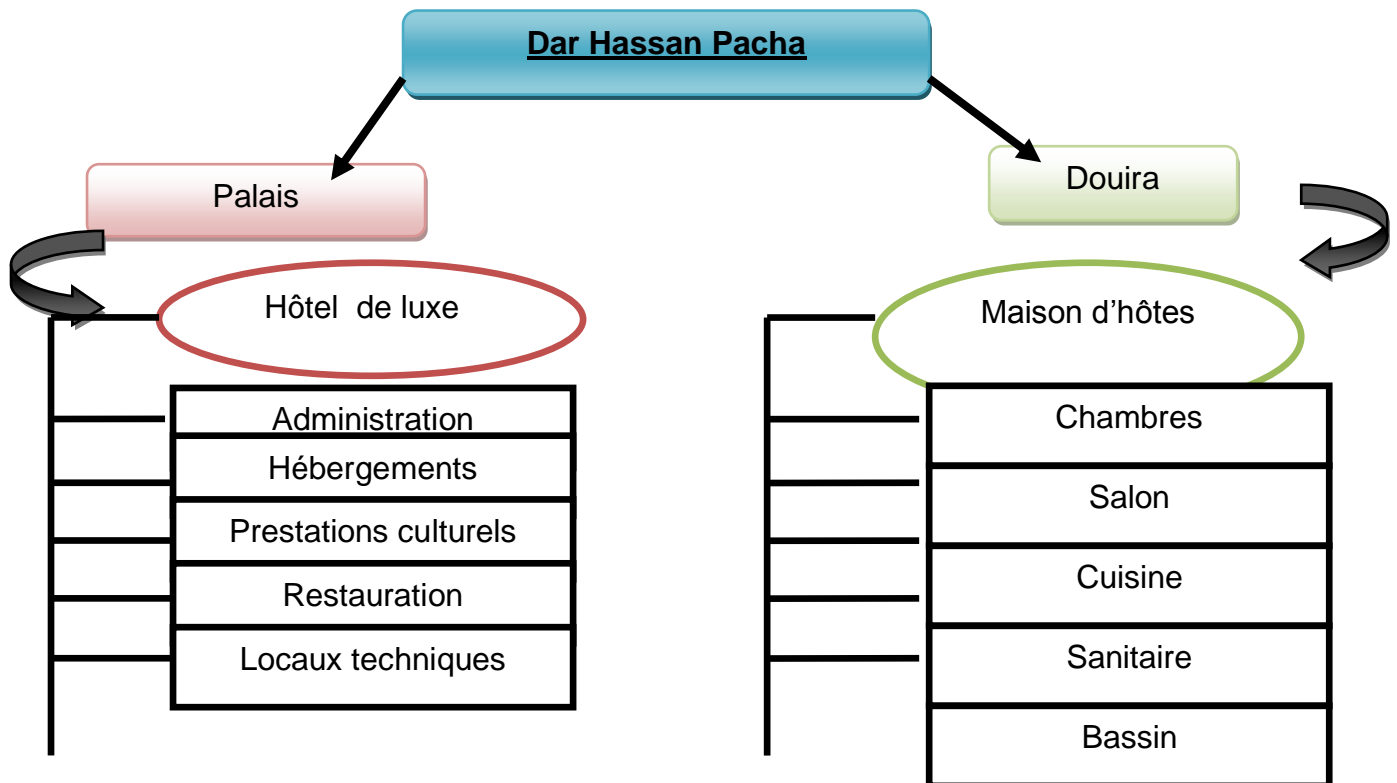 Dar Hassan Pacha
Palais
Douira
Hôtel de luxe
Maison d’hôtes
Administration
Hébergements
Prestations culturels
Restauration
Locaux techniques
Chambres
Salon
Cuisine
Sanitaire
Bassin